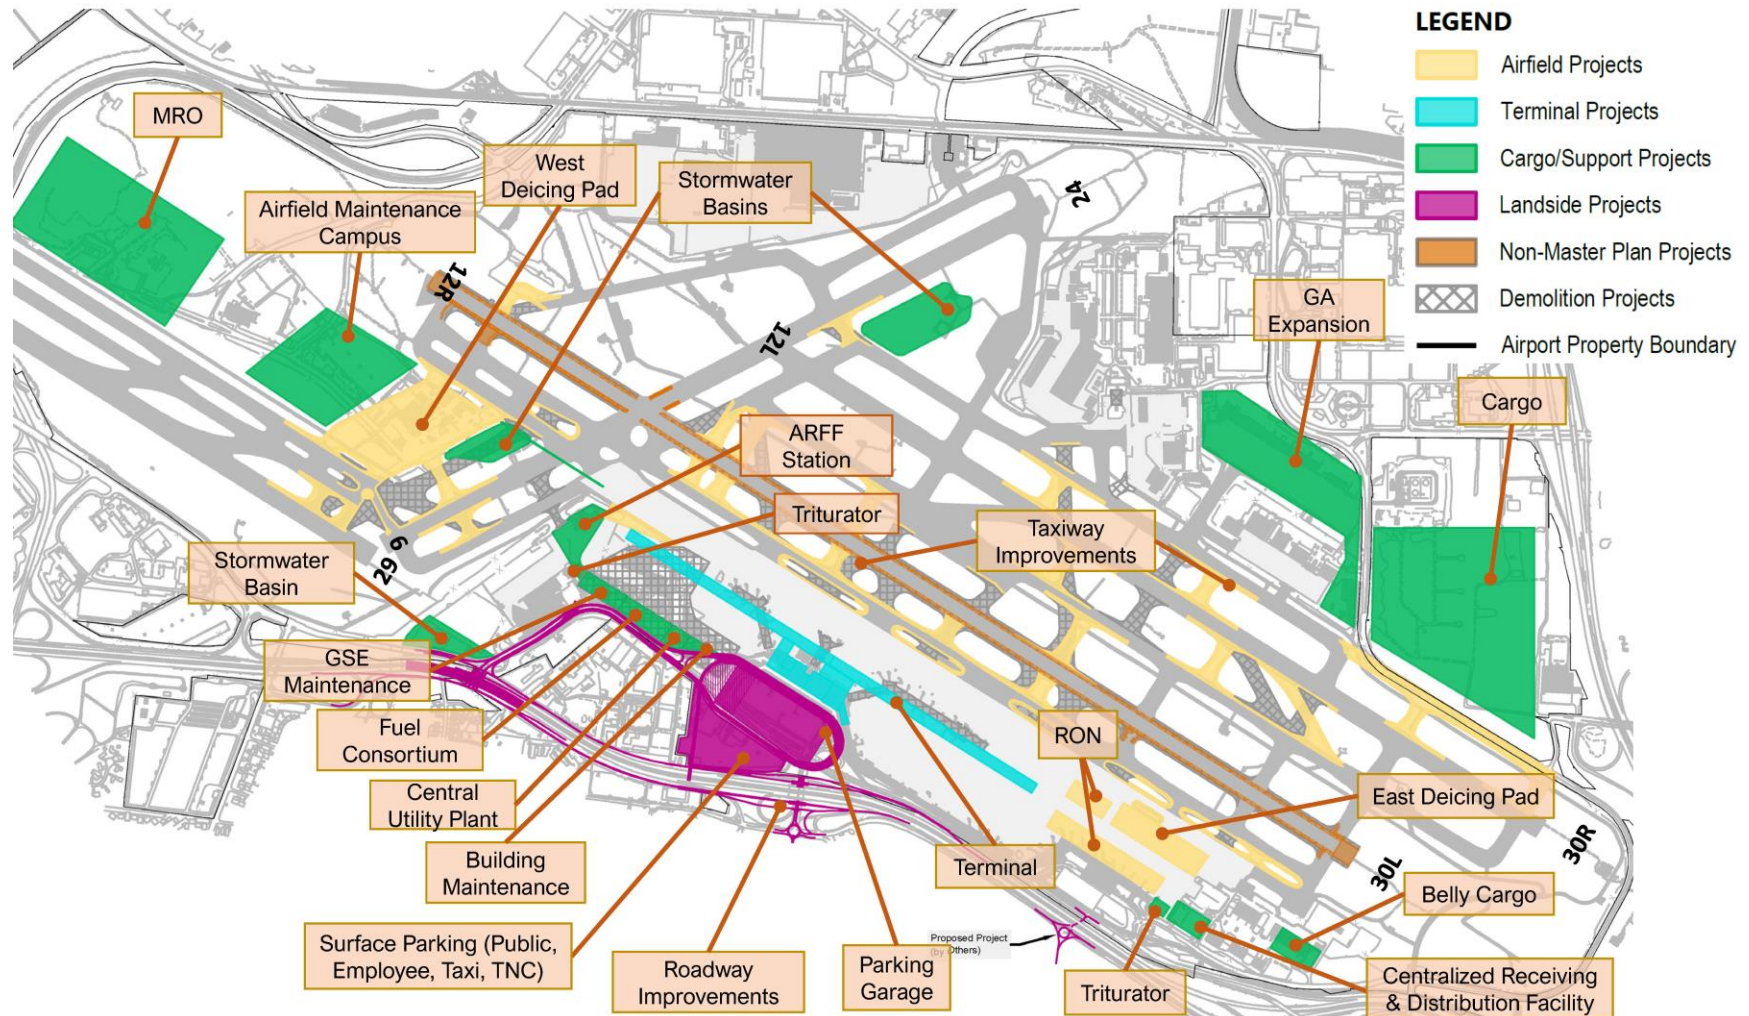 LEGEND
Airfield Projects
Terminal Projects
Cargo/Support Projects
Landside Projects
Non-Master Plan Projects
Demolition Projects
Airport Property Boundary
MRO
West
Deicing Pad
Stormwater
Basins
Airfield Maintenance
Campus
24
12R
12L
GA
Expansion
Cargo
ARFF
Station
Triturator
Taxiway
Improvements
6
29
Stormwater
Basin
GSE
Maintenance
Fuel
Consortium
Central
Utility Plant
Building
Maintenance
RON
East Deicing Pad
Terminal
30L
30R
Belly Cargo
Surface Parking (Public,
Employee, Taxi, TNC)
Roadway
Improvements
Parking
Garage
Proposed Project
(by Others)
Triturator
Centralized Receiving
& Distribution Facility